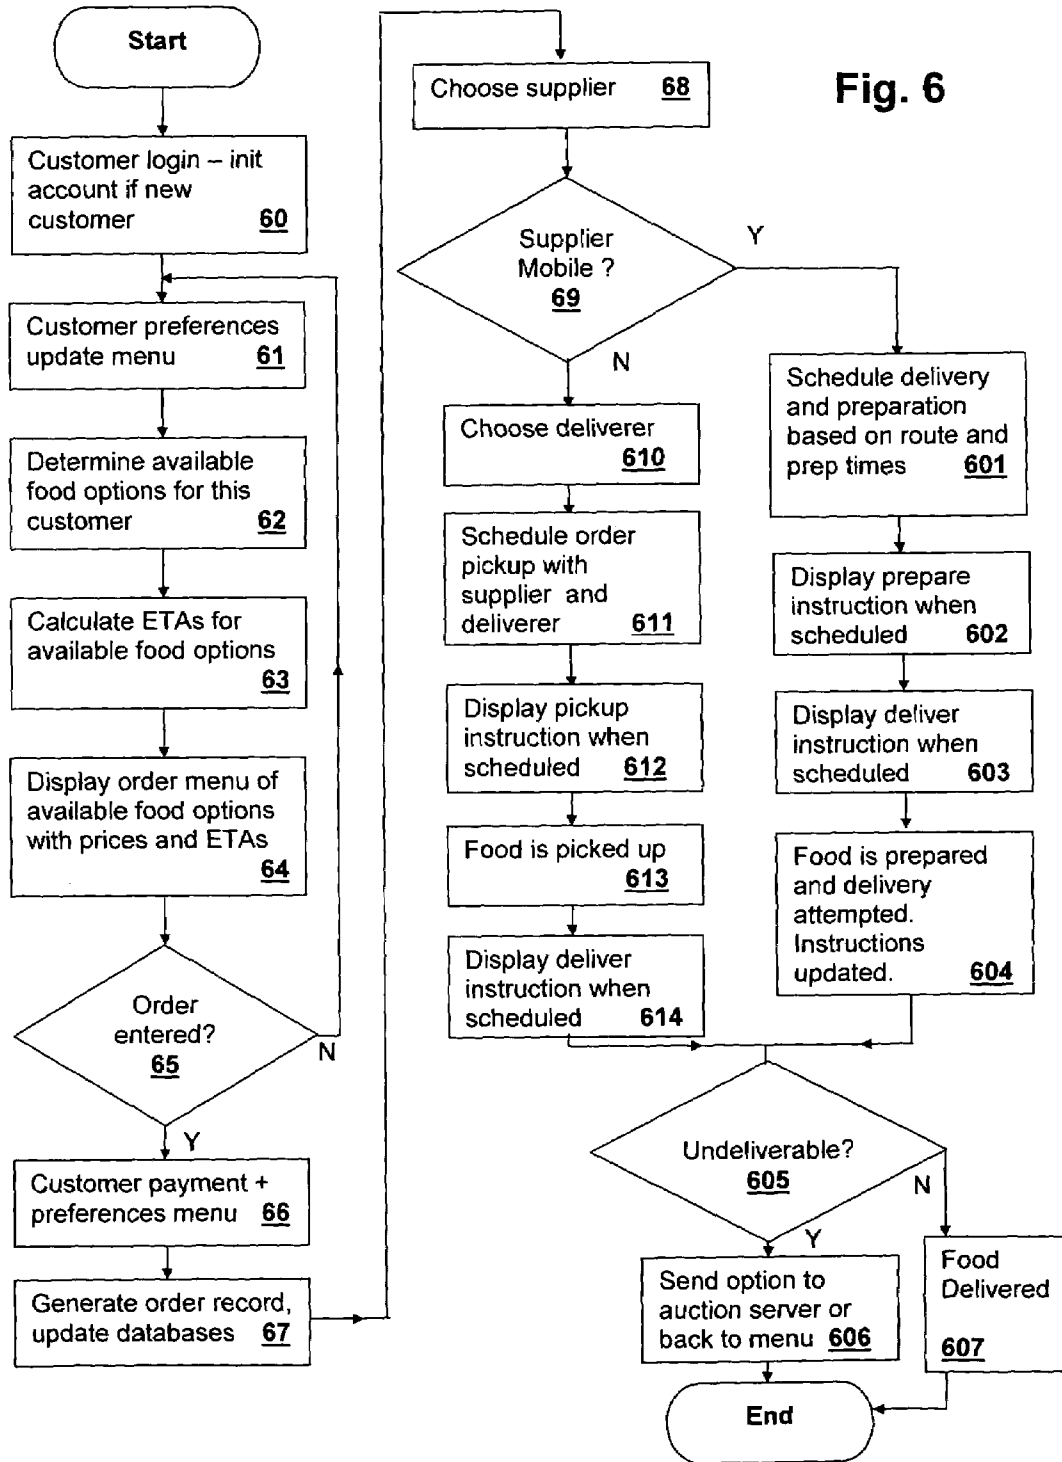 Start
Customer login – init
account if new
customer 60
Customer preferences
update menu 61
Determine available
food options for this
customer 62
Calculate ETAs for
available food options
63
Display order menu of
available food options
with prices and ETAs
64
Order
entered?
65
N
Y
Customer payment +
preferences menu 66
Generate order record,
update databases 67
Fig. 6
Choose supplier 68
Supplier
Mobile ?
69
Y
N
Choose deliverer
610
Schedule order
pickup with
supplier and
deliverer 611
Display pickup
instruction when
scheduled 612
Food is picked up
613
Display deliver
instruction when
scheduled 614
Schedule delivery
and preparation
based on route and
prep times 601
Display prepare
instruction when
scheduled 602
Display deliver
instruction when
scheduled 603
Food is prepared
and delivery
attempted.
Instructions
updated. 604
Undeliverable?
605
N
Y
Send option to
auction server or
back to menu 606
Food
Delivered
607
End